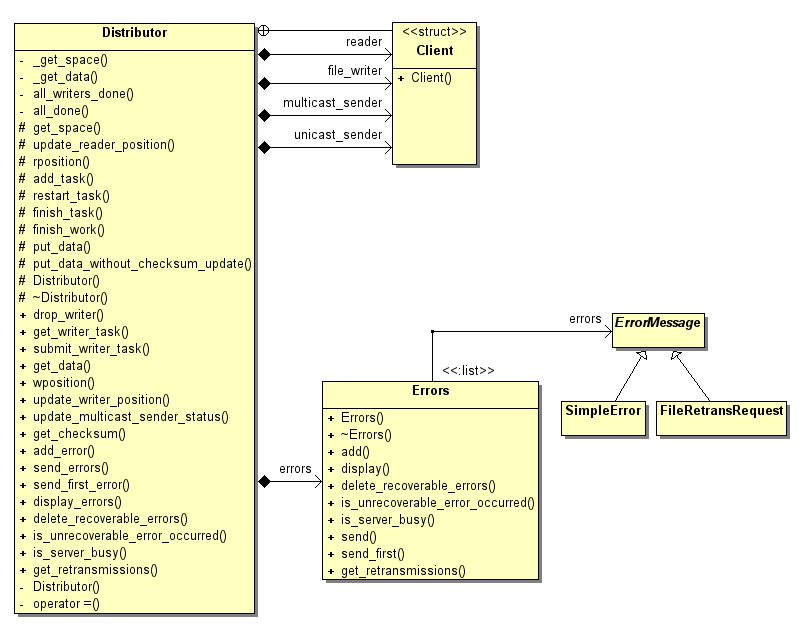 Distributor
- _get_space()
- _get_data()
- all_writers_done()
- all_done()
# get_space()
# update_reader_position()
# rposition()
# add_task()
# restart_task()
# finish_task()
# finish_work()
# put_data()
# put_data_without_checksum_update()
# Distributor()
# ~Distributor()
+ drop_writer()
+ get_writer_task()
+ submit_writer_task()
+ get_data()
+ wposition()
+ update_writer_position()
+ update_multicast_sender_status()
+ get_checksum()
+ add_error()
+ send_errors()
+ send_first_error()
+ display_errors()
+ delete_recoverable_errors()
+ is_unrecoverable_error_occurred()
+ is_server_busy()
+ get_retransmissions()
- Distributor()
- operator =()
reader
file_writer
multicast_sender
unicast_sender
<<struct>>
Client
+ Client()
errors
ErrorMessage
<<:list>>
SimpleError
FileRetransRequest
errors
Errors
+ Errors()
+ ~Errors()
+ add()
+ display()
+ delete_recoverable_errors()
+ is_unrecoverable_error_occurred()
+ is_server_busy()
+ send()
+ send_first()
+ get_retransmissions()